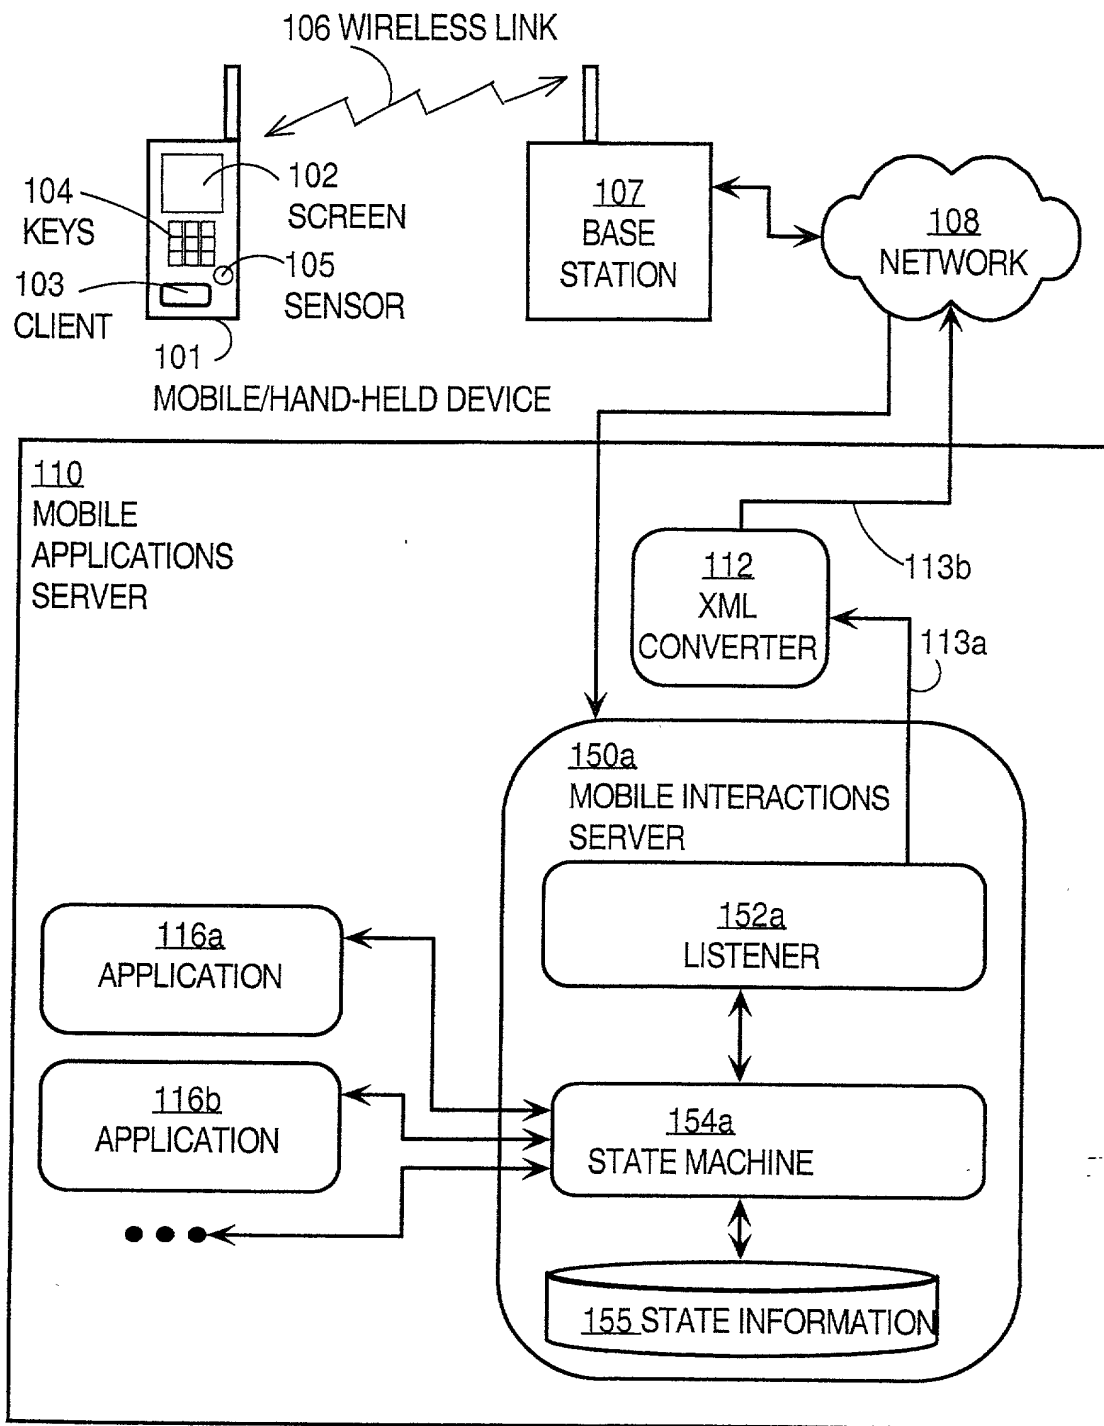 106 WIRELESS LINK
102
SCREEN
104
KEYS
105
SENSOR
103
CLIENT
101
MOBILE/HAND-HELD DEVICE
107
BASE
STATION
108
NETWORK
110
MOBILE
APPLICATIONS
SERVER
112
XML
CONVERTER
113b
113a
150a
MOBILE INTERACTIONS
SERVER
152a
LISTENER
116a
APPLICATION
116b
APPLICATION
154a
STATE MACHINE
155 STATE INFORMATION